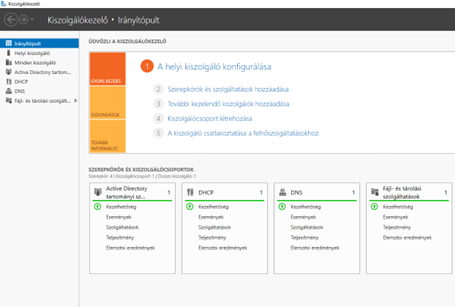 Kiszolgálókezelő
Kiszolgálókezelő • Irányítópult
Irányítópult
Helyi kiszolgáló
Minden kiszolgáló
Active Directory tartom...
DHCP
DNS
Fájl- és tárolási szolgált...
ÜDVÖZLI A KISZOLGÁLÓKEZELŐ
GYORS KEZDÉS
ÚJDONSÁGOK
TOVÁBBI
INFORMÁCIÓ
1 A helyi kiszolgáló konfigurálása
2 Szerepkörök és szolgáltatások hozzáadása
3 További kezelendő kiszolgálók hozzáadása
4 Kiszolgálócsoport létrehozása
5 A kiszolgáló csatlakoztatása a felhőszolgáltatásokhoz
SZEREPKÖRÖK ÉS KISZOLGÁLÓCSOPORTOK
Szerepkör: 4 | Kiszolgálócsoport: 1 | Összes kiszolgáló: 1
Active Directory
tartományi sz... 1
Kezelhetőség
Események
Szolgáltatások
Teljesítmény
Elemzési eredmények
DHCP 1
Kezelhetőség
Események
Szolgáltatások
Teljesítmény
Elemzési eredmények
DNS 1
Kezelhetőség
Események
Szolgáltatások
Teljesítmény
Elemzési eredmények
Fájl- és tárolási
szolgáltatások 1
Kezelhetőség
Események
Szolgáltatások
Teljesítmény
Elemzési eredmények